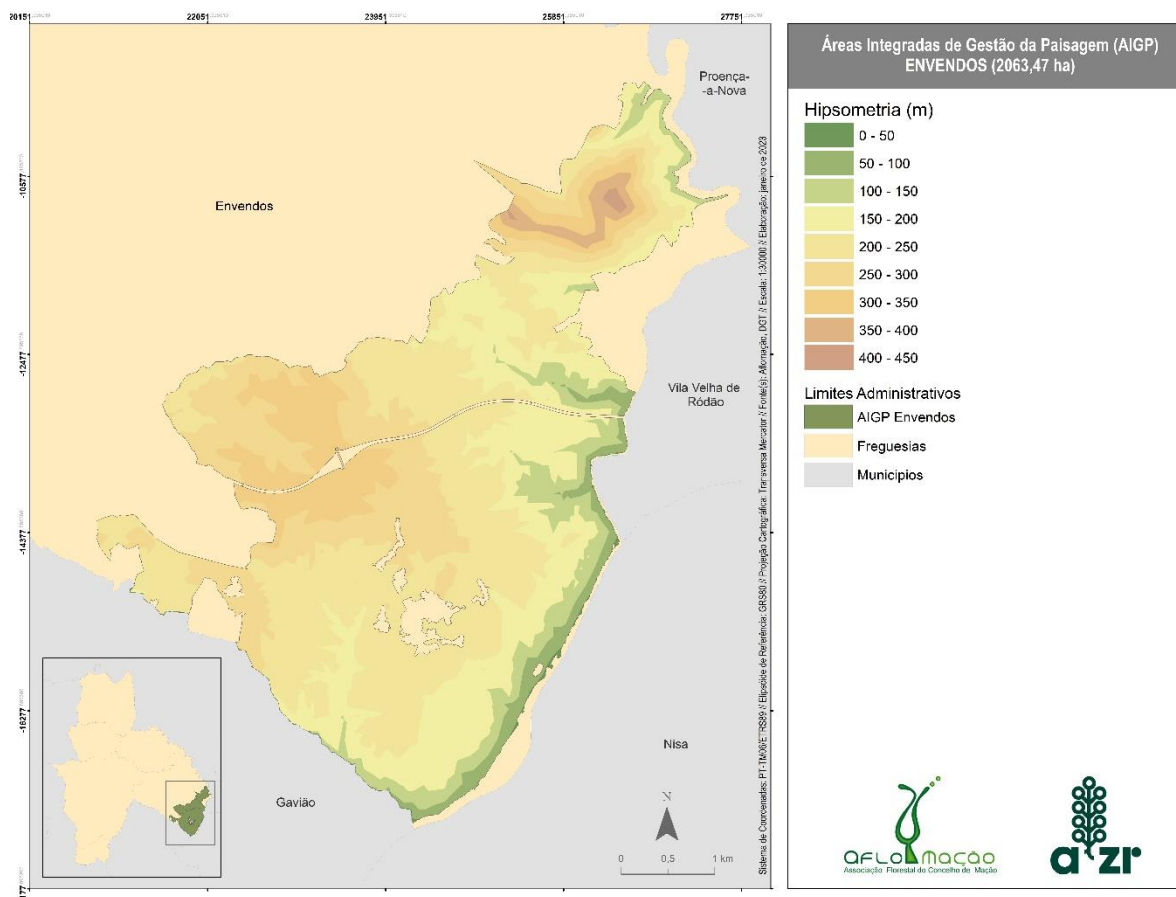 20151
22051
23951
25851
27751
Áreas Integradas de Gestão da Paisagem (AIGP)
ENVENDOS (2063,47 ha)
Proença-
-a-Nova
Hipsometria (m)
0 - 50
50 - 100
100 - 150
150 - 200
200 - 250
250 - 300
300 - 350
350 - 400
400 - 450
Limites Administrativos
AIGP Envendos
Freguesias
Municipios
-10577
Envendos
-12477
Vila Velha de
Ródão
-14377
-16277
Nisa
Gavião
N
0 0,5 1 km
177
Sistema de Coordenadas: PT-TM06/ETRS89 // Elipsóide de Referência: GRS80 // Projeção Cartográfica: Transversa Mercator // Fonte(s): Aflomação, DGT // Escala: 1:30000 // Elaboração: janeiro de 2023
aflomação
Associação Florestal do Concelho de Mação
a'zr